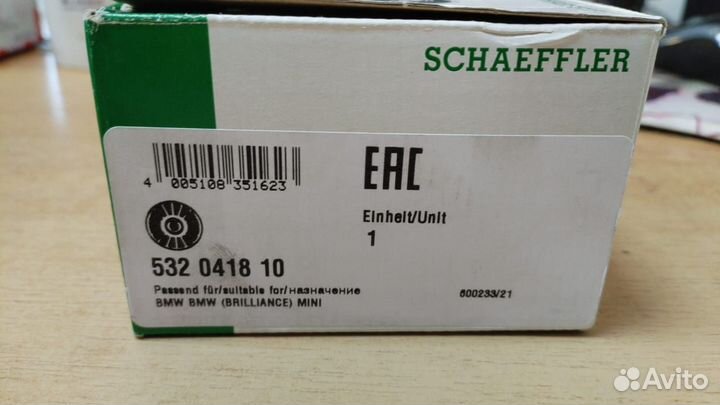 SCHAEFFLER
4 005108 351623
EAC
Einheit/Unit
1
532 0418 10
Passend für/suitable for/назначение
BMW BMW (BRILLIANCE) MINI
600233/21
Avito